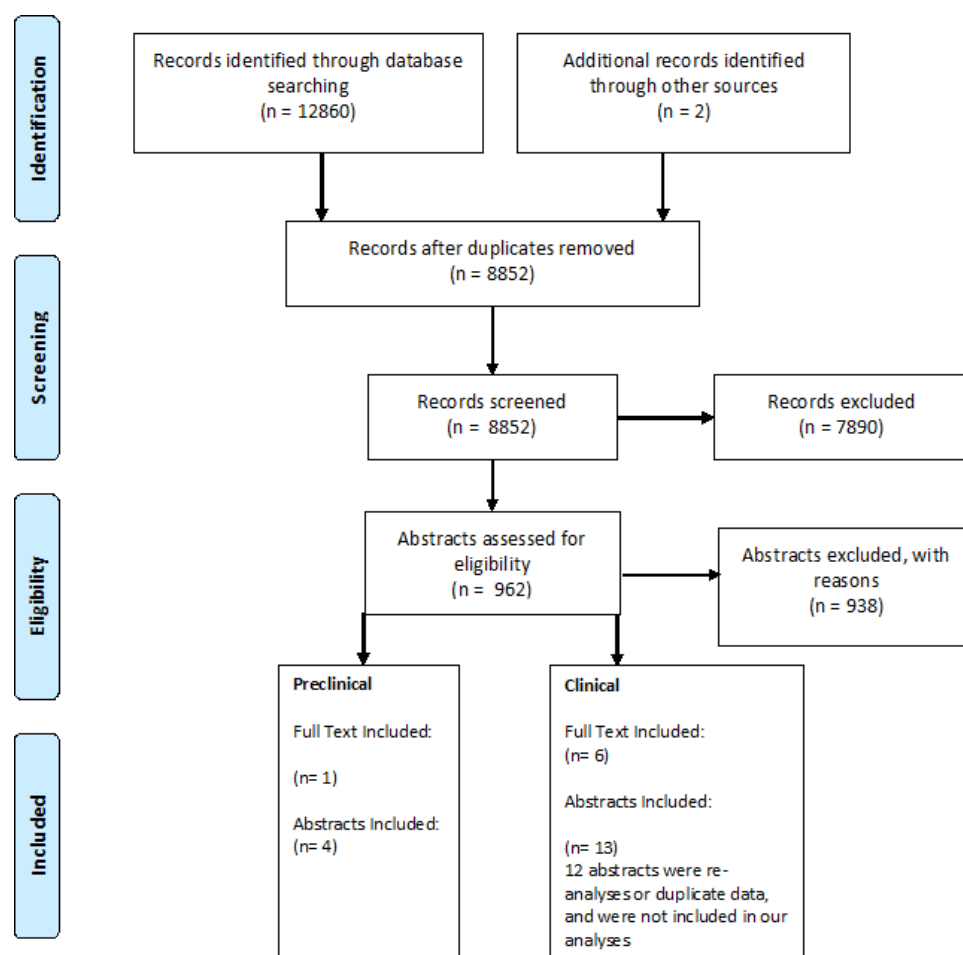 Identification
Records identified through database
searching
(n = 12860)
Additional records identified
through other sources
(n = 2)
Records after duplicates removed
(n = 8852)
Screening
Records screened
(n = 8852)
Records excluded
(n = 7890)
Eligibility
Abstracts assessed for
eligibility
(n = 962)
Abstracts excluded, with
reasons
(n = 938)
Included
Preclinical
Full Text Included:
(n= 1)
Abstracts Included:
(n= 4)
Clinical
Full Text Included:
(n= 6)
Abstracts Included:
(n= 13)
12 abstracts were re-
analyses or duplicate data,
and were not included in our
analyses